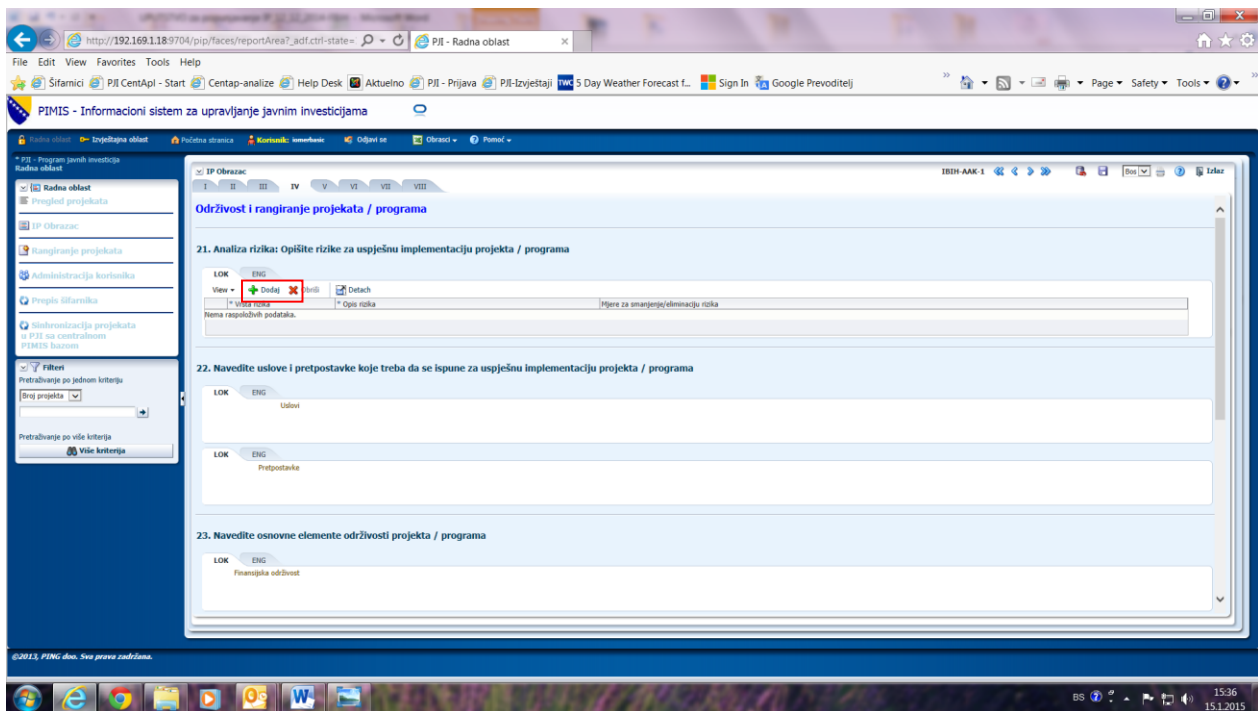 http://192.169.1.18:9704/pip/faces/reportArea?_adf.ctrl-state=
PJI - Radna oblast
File Edit View Favorites Tools Help
Šifarnici PJI CentApl - Start Centap-analize Help Desk Aktuelno PJI - Prijava PJI-Izvještaji 5 Day Weather Forecast f... Sign In Google Prevoditelj
Page Safety Tools
PIMIS - Informacioni sistem za upravljanje javnim investicijama
Radna oblast Izvještajna oblast Početna stranica Korisnik: Odjavi se Obrasci Pomoć
* PJI - Program javnih investicija
Radna oblast
Radna oblast
Pregled projekata
IP Obrazac
Rangiranje projekata
Administracija korisnika
Prepis šifarnika
Sinhronizacija projekata
u PJI sa centralnom
PIMIS bazom
Filteri
Pretraživanje po jednom kriteriju
Broj projekta
Pretraživanje po više kriterija
Više kriterija
IP Obrazac
IBIH-AAK-1 Bos Izlaz
I II III IV V VI VII VIII
Održivost i rangiranje projekata / programa
21. Analiza rizika: Opišite rizike za uspješnu implementaciju projekta / programa
LOK ENG
View Dodaj Obriši Detach
* Vrsta rizika * Opis rizika Mjere za smanjenje/eliminaciju rizika
Nema raspoloživih podataka.
22. Navedite uslove i pretpostavke koje treba da se ispune za uspješnu implementaciju projekta / programa
LOK ENG
Uslovi
LOK ENG
Pretpostavke
23. Navedite osnovne elemente održivosti projekta / programa
LOK ENG
Finansijska održivost
©2013, PING doo. Sva prava zadržana.
BS
15:36
15.1.2015